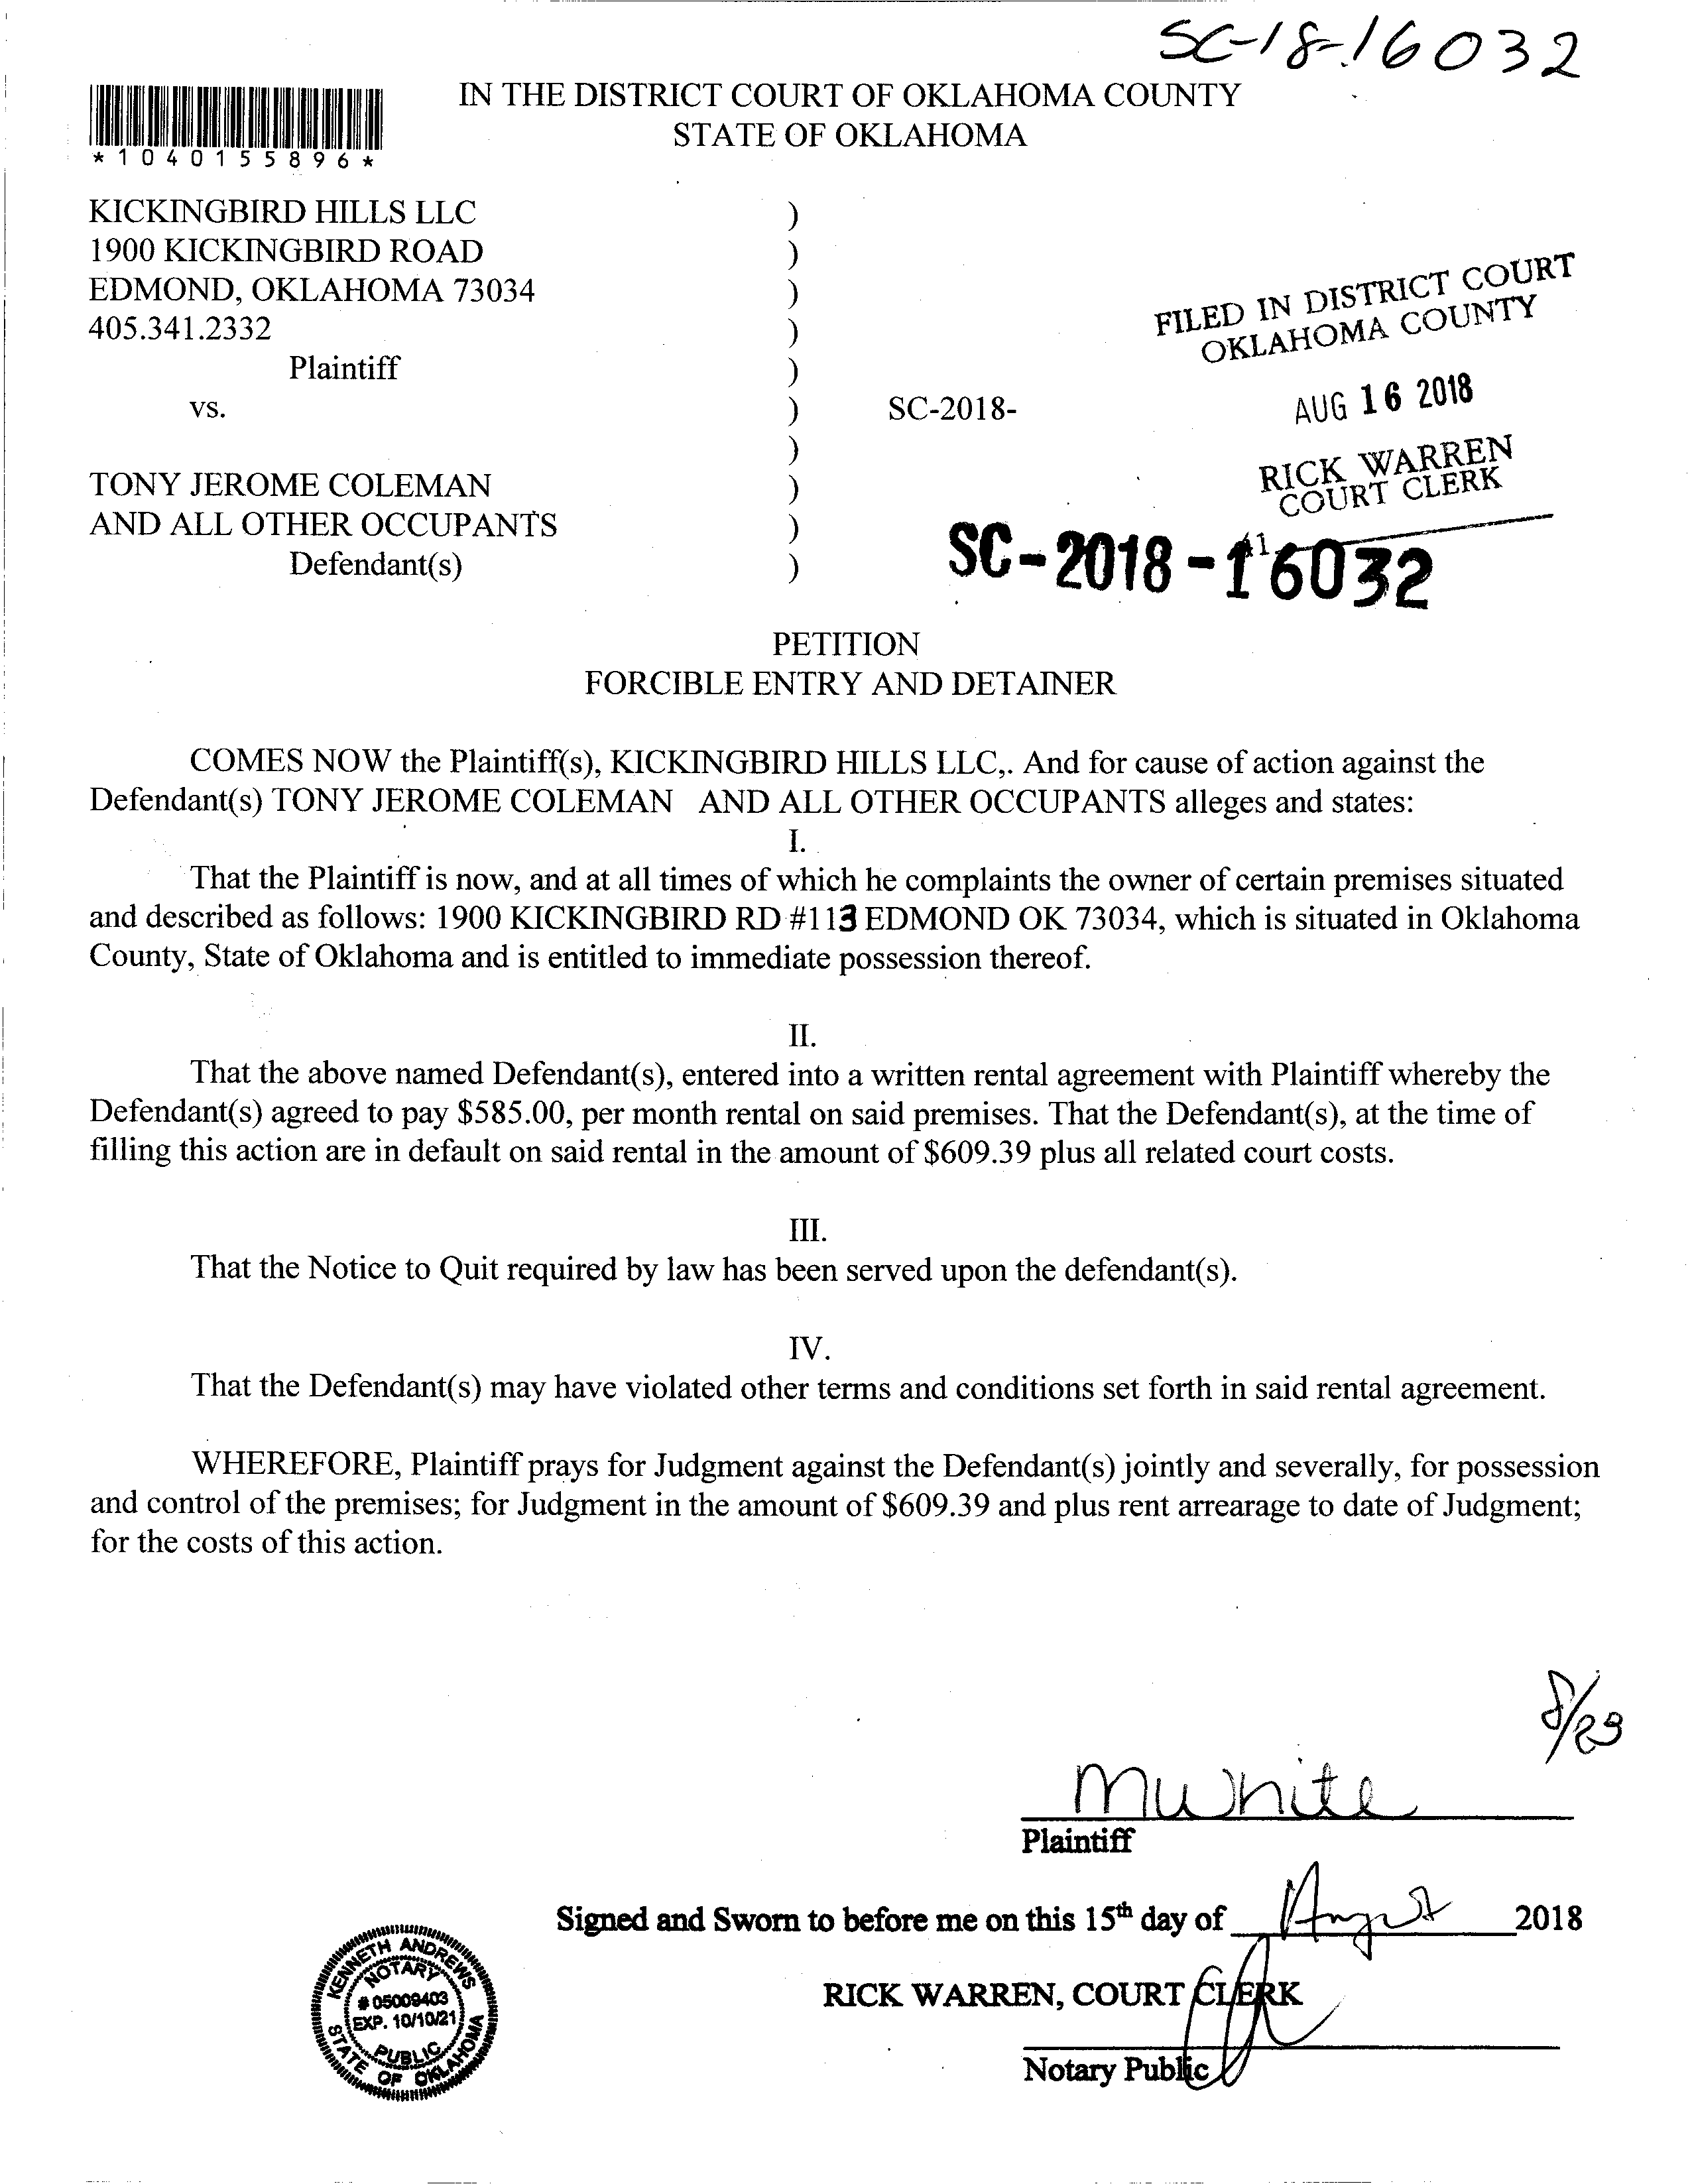 SC-18-16032
IN THE DISTRICT COURT OF OKLAHOMA COUNTY
STATE OF OKLAHOMA
*1040155896*
KICKINGBIRD HILLS LLC )
1900 KICKINGBIRD ROAD )
EDMOND, OKLAHOMA 73034 )
405.341.2332 )
Plaintiff )
vs. ) SC-2018-
)
TONY JEROME COLEMAN )
AND ALL OTHER OCCUPANTS )
Defendant(s) )
FILED IN DISTRICT COURT
OKLAHOMA COUNTY
AUG 16 2018
RICK WARREN
COURT CLERK
41
SC-2018-16032
PETITION
FORCIBLE ENTRY AND DETAINER
COMES NOW the Plaintiff(s), KICKINGBIRD HILLS LLC,. And for cause of action against the
Defendant(s) TONY JEROME COLEMAN AND ALL OTHER OCCUPANTS alleges and states:
I.
That the Plaintiff is now, and at all times of which he complaints the owner of certain premises situated
and described as follows: 1900 KICKINGBIRD RD #113 EDMOND OK 73034, which is situated in Oklahoma
County, State of Oklahoma and is entitled to immediate possession thereof.
II.
That the above named Defendant(s), entered into a written rental agreement with Plaintiff whereby the
Defendant(s) agreed to pay $585.00, per month rental on said premises. That the Defendant(s), at the time of
filling this action are in default on said rental in the amount of $609.39 plus all related court costs.
III.
That the Notice to Quit required by law has been served upon the defendant(s).
IV.
That the Defendant(s) may have violated other terms and conditions set forth in said rental agreement.
WHEREFORE, Plaintiff prays for Judgment against the Defendant(s) jointly and severally, for possession
and control of the premises; for Judgment in the amount of $609.39 and plus rent arrearage to date of Judgment;
for the costs of this action.
8/23
MWhite
Plaintiff
Signed and Sworn to before me on this 15th day of August 2018
RICK WARREN, COURT CLERK
Notary Public
KENNETH ANDREWS
NOTARY
# 05009403
EXP. 10/10/21
PUBLIC
STATE OF OKLAHOMA